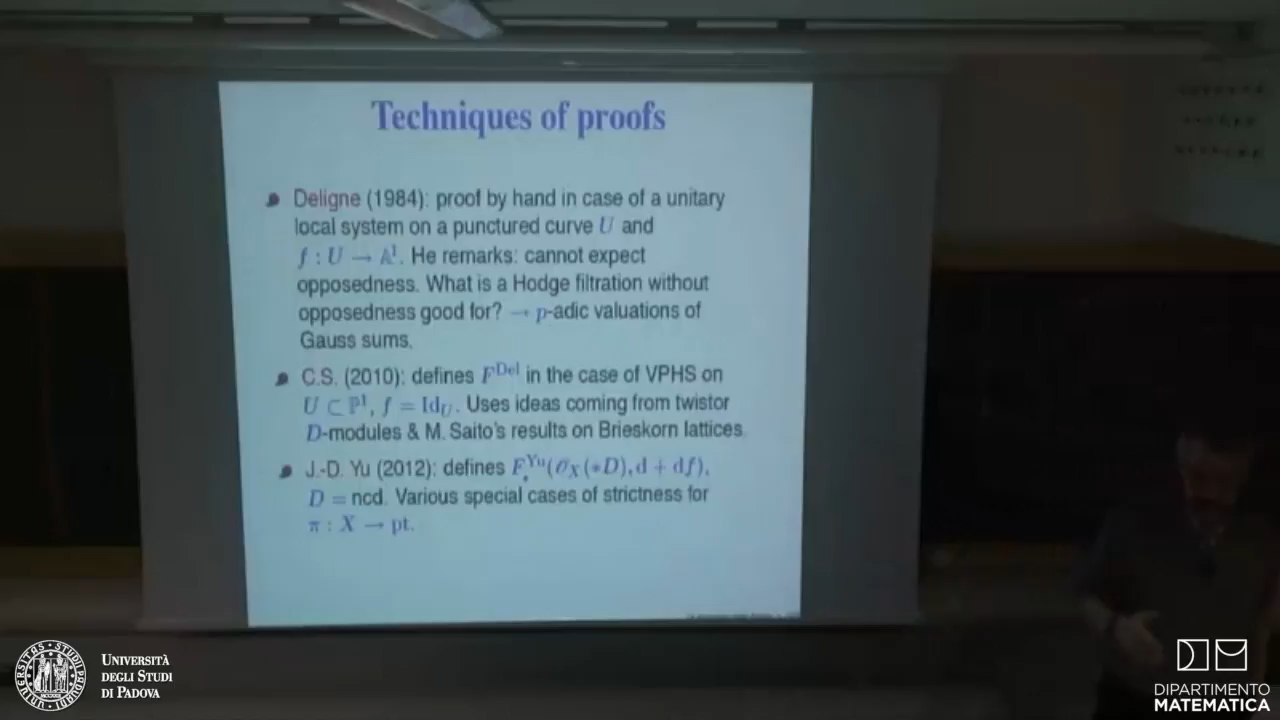 Techniques of proofs
Deligne (1984): proof by hand in case of a unitary
local system on a punctured curve U and
f : U → A¹. He remarks: cannot expect
opposedness. What is a Hodge filtration without
opposedness good for? → p-adic valuations of
Gauss sums.
C.S. (2010): defines F^Del in the case of VPHS on
U ⊂ P¹, f = Id_U. Uses ideas coming from twistor
D-modules & M. Saito's results on Brieskorn lattices.
J.-D. Yu (2012): defines F_•^Yu(𝒪_X(*D), d + df),
D = ncd. Various special cases of strictness for
π : X → pt.
UNIVERSITÀ
DEGLI STUDI
DI PADOVA
DIPARTIMENTO
MATEMATICA